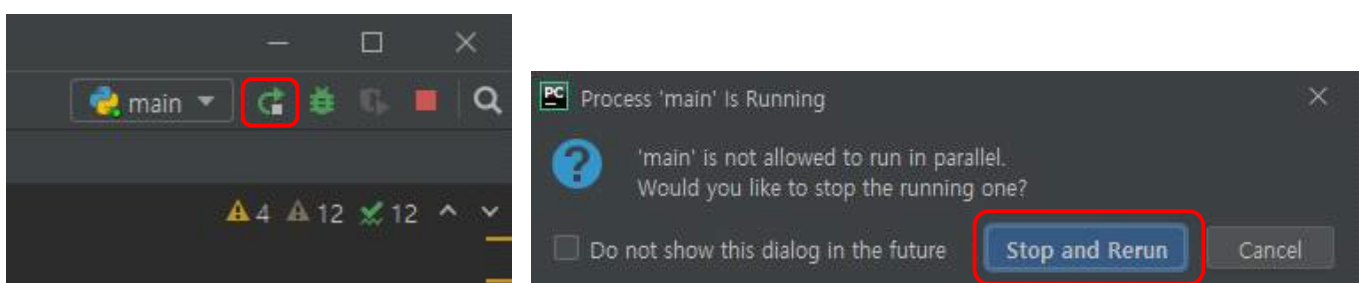 main
4 12 12
PC Process 'main' Is Running
'main' is not allowed to run in parallel.
Would you like to stop the running one?
Do not show this dialog in the future
Stop and Rerun
Cancel